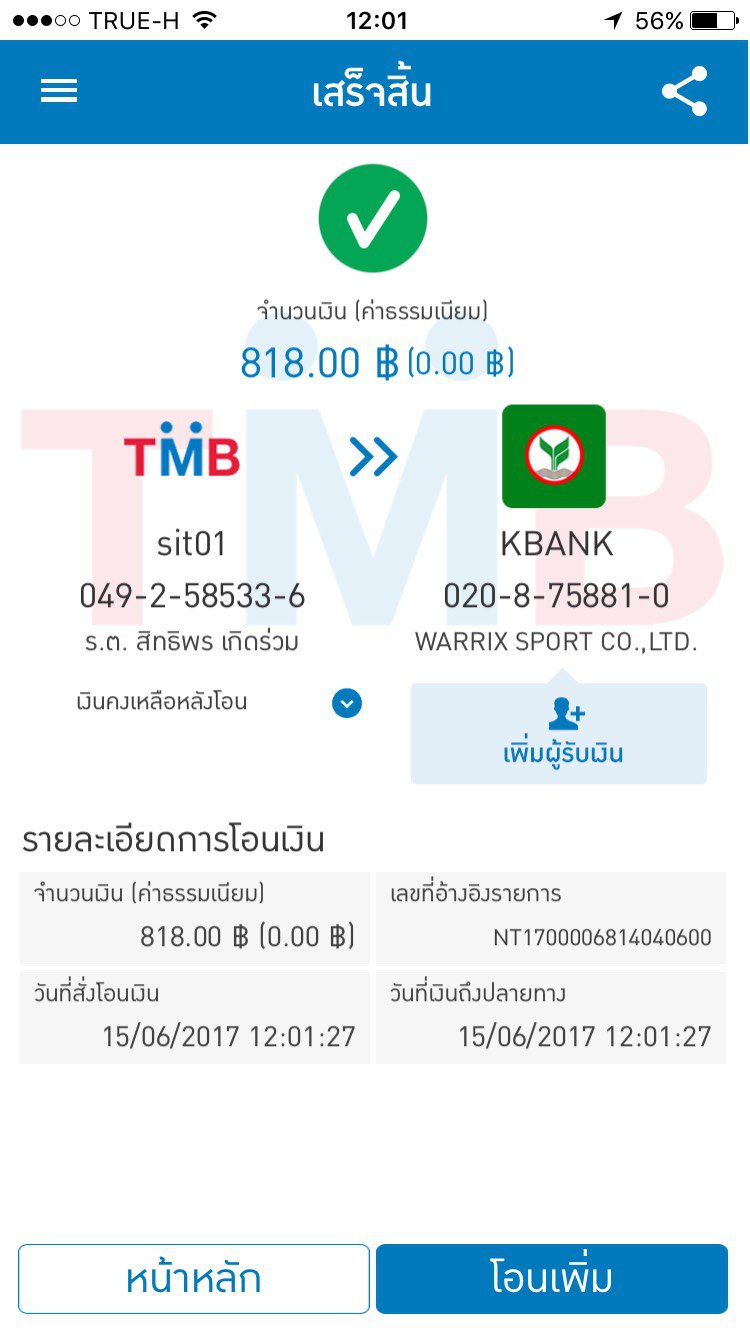 TRUE-H 12:01 56%
เสร็จสิ้น
จำนวนเงิน (ค่าธรรมเนียม)
818.00 ฿ (0.00 ฿)
TMB
sit01 KBANK
049-2-58533-6 020-8-75881-0
ร.ต. สิทธิพร เกิดร่วม WARRIX SPORT CO.,LTD.
เงินคงเหลือหลังโอน
เพิ่มผู้รับเงิน
รายละเอียดการโอนเงิน
จำนวนเงิน (ค่าธรรมเนียม) เลขที่อ้างอิงรายการ
818.00 ฿ (0.00 ฿) NT1700006814040600
วันที่สั่งโอนเงิน วันที่เงินถึงปลายทาง
15/06/2017 12:01:27 15/06/2017 12:01:27
หน้าหลัก โอนเพิ่ม